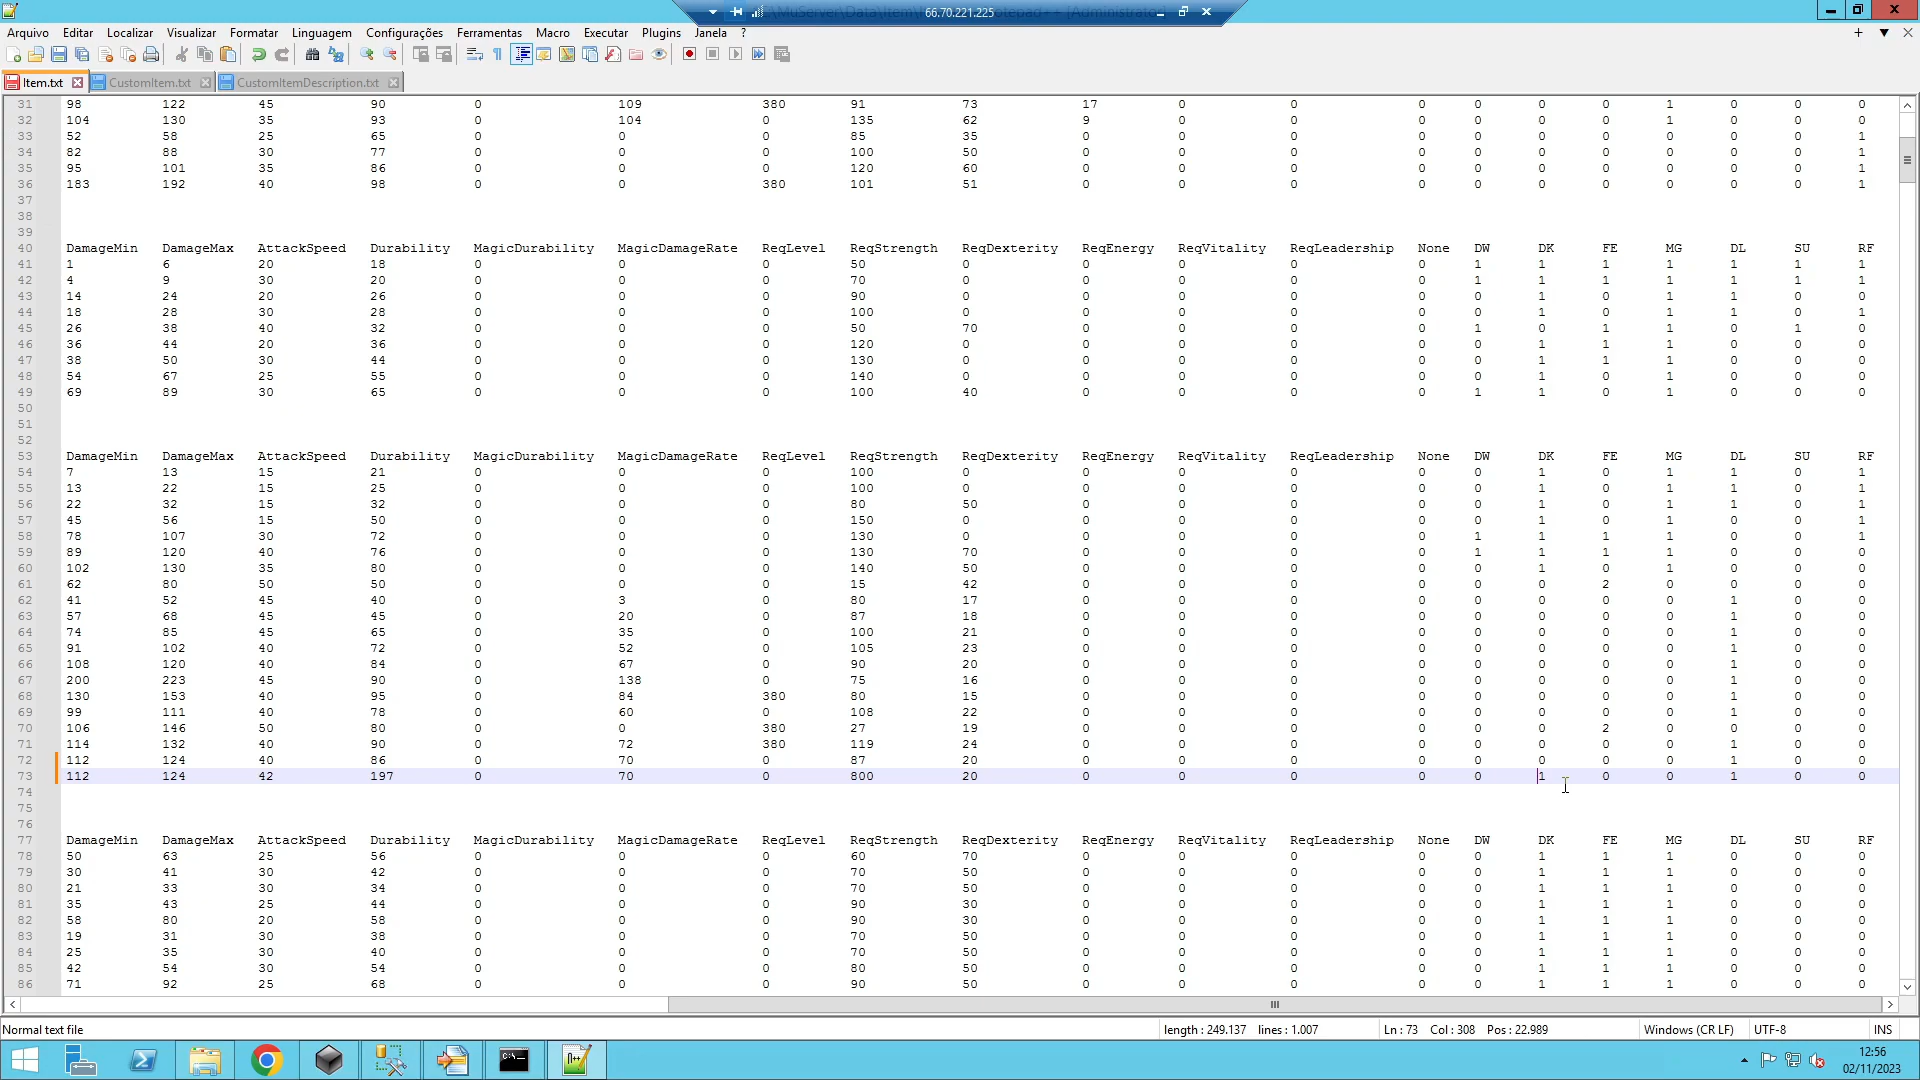 \MuServer\Data\Item\ 66.70.221.225 otepad++ [Administrator]
Arquivo Editar Localizar Visualizar Formatar Linguagem Configurações Ferramentas Macro Executar Plugins Janela ?
Item.txt CustomItem.txt CustomItemDescription.txt
31 98 122 45 90 0 109 380 91 73 17 0 0 0 0 0 0 1 0 0 0
32 104 130 35 93 0 104 0 135 62 9 0 0 0 0 0 0 1 0 0 0
33 52 58 25 65 0 0 0 85 35 0 0 0 0 0 0 0 0 0 0 1
34 82 88 30 77 0 0 0 100 50 0 0 0 0 0 0 0 0 0 0 1
35 95 101 35 86 0 0 0 120 60 0 0 0 0 0 0 0 0 0 0 1
36 183 192 40 98 0 0 380 101 51 0 0 0 0 0 0 0 0 0 0 1
37
38
39
40 DamageMin DamageMax AttackSpeed Durability MagicDurability MagicDamageRate ReqLevel ReqStrength ReqDexterity ReqEnergy ReqVitality ReqLeadership None DW DK FE MG DL SU RF
41 1 6 20 18 0 0 0 50 0 0 0 0 0 1 1 1 1 1 1 1
42 4 9 30 20 0 0 0 70 0 0 0 0 0 1 1 1 1 1 1 1
43 14 24 20 26 0 0 0 90 0 0 0 0 0 0 1 0 1 1 0 0
44 18 28 30 28 0 0 0 100 0 0 0 0 0 0 1 0 1 1 0 1
45 26 38 40 32 0 0 0 50 70 0 0 0 0 1 0 1 1 0 1 0
46 36 44 20 36 0 0 0 120 0 0 0 0 0 0 1 1 1 0 0 0
47 38 50 30 44 0 0 0 130 0 0 0 0 0 0 1 1 1 0 0 0
48 54 67 25 55 0 0 0 140 0 0 0 0 0 0 1 0 1 0 0 0
49 69 89 30 65 0 0 0 100 40 0 0 0 0 1 1 0 1 0 0 0
50
51
52
53 DamageMin DamageMax AttackSpeed Durability MagicDurability MagicDamageRate ReqLevel ReqStrength ReqDexterity ReqEnergy ReqVitality ReqLeadership None DW DK FE MG DL SU RF
54 7 13 15 21 0 0 0 100 0 0 0 0 0 0 1 0 1 1 0 1
55 13 22 15 25 0 0 0 100 0 0 0 0 0 0 1 0 1 1 0 1
56 22 32 15 32 0 0 0 80 50 0 0 0 0 0 1 0 1 1 0 1
57 45 56 15 50 0 0 0 150 0 0 0 0 0 0 1 0 1 0 0 1
58 78 107 30 72 0 0 0 130 0 0 0 0 0 1 1 1 1 0 0 1
59 89 120 40 76 0 0 0 130 70 0 0 0 0 1 1 1 1 0 0 0
60 102 130 35 80 0 0 0 140 50 0 0 0 0 0 1 0 1 0 0 0
61 62 80 50 50 0 0 0 15 42 0 0 0 0 0 0 2 0 0 0 0
62 41 52 45 40 0 3 0 80 17 0 0 0 0 0 0 0 0 1 0 0
63 57 68 45 45 0 20 0 87 18 0 0 0 0 0 0 0 0 1 0 0
64 74 85 45 65 0 35 0 100 21 0 0 0 0 0 0 0 0 1 0 0
65 91 102 40 72 0 52 0 105 23 0 0 0 0 0 0 0 0 1 0 0
66 108 120 40 84 0 67 0 90 20 0 0 0 0 0 0 0 0 1 0 0
67 200 223 45 90 0 138 0 75 16 0 0 0 0 0 0 0 0 1 0 0
68 130 153 40 95 0 84 380 80 15 0 0 0 0 0 0 0 0 1 0 0
69 99 111 40 78 0 60 0 108 22 0 0 0 0 0 0 0 0 1 0 0
70 106 146 50 80 0 0 380 27 19 0 0 0 0 0 0 2 0 0 0 0
71 114 132 40 90 0 72 380 119 24 0 0 0 0 0 0 0 0 1 0 0
72 112 124 40 86 0 70 0 87 20 0 0 0 0 0 0 0 0 1 0 0
73 112 124 42 197 0 70 0 800 20 0 0 0 0 0 1 0 0 1 0 0
74
75
76
77 DamageMin DamageMax AttackSpeed Durability MagicDurability MagicDamageRate ReqLevel ReqStrength ReqDexterity ReqEnergy ReqVitality ReqLeadership None DW DK FE MG DL SU RF
78 50 63 25 56 0 0 0 60 70 0 0 0 0 0 1 1 1 0 0 0
79 30 41 30 42 0 0 0 70 50 0 0 0 0 0 1 1 1 0 0 0
80 21 33 30 34 0 0 0 70 50 0 0 0 0 0 1 1 1 0 0 0
81 35 43 25 44 0 0 0 90 30 0 0 0 0 0 1 1 1 0 0 0
82 58 80 20 58 0 0 0 90 30 0 0 0 0 0 1 1 1 0 0 0
83 19 31 30 38 0 0 0 70 50 0 0 0 0 0 1 1 1 0 0 0
84 25 35 30 40 0 0 0 70 50 0 0 0 0 0 1 1 1 0 0 0
85 42 54 30 54 0 0 0 80 50 0 0 0 0 0 1 1 1 0 0 0
86 71 92 25 68 0 0 0 90 50 0 0 0 0 0 1 1 1 0 0 0
Normal text file length : 249.137 lines : 1.007 Ln : 73 Col : 308 Pos : 22.989 Windows (CR LF) UTF-8 INS
12:56
02/11/2023